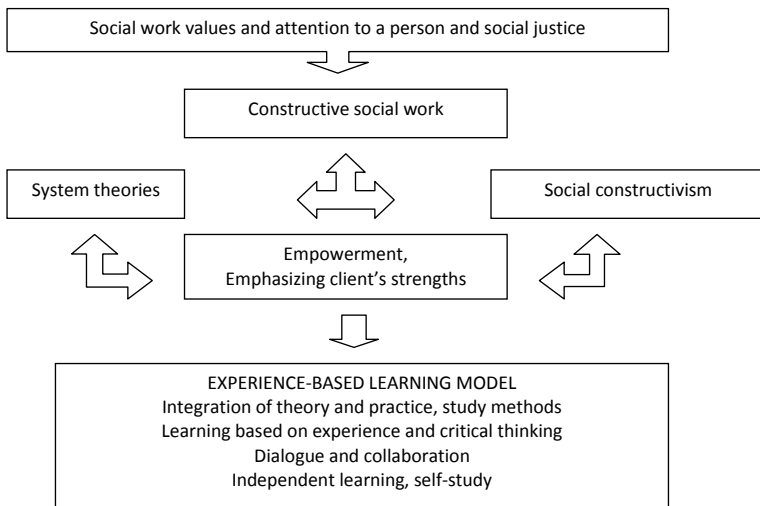 Social work values and attention to a person and social justice
Constructive social work
System theories
Social constructivism
Empowerment,
Emphasizing client's strengths
EXPERIENCE-BASED LEARNING MODEL
Integration of theory and practice, study methods
Learning based on experience and critical thinking
Dialogue and collaboration
Independent learning, self-study